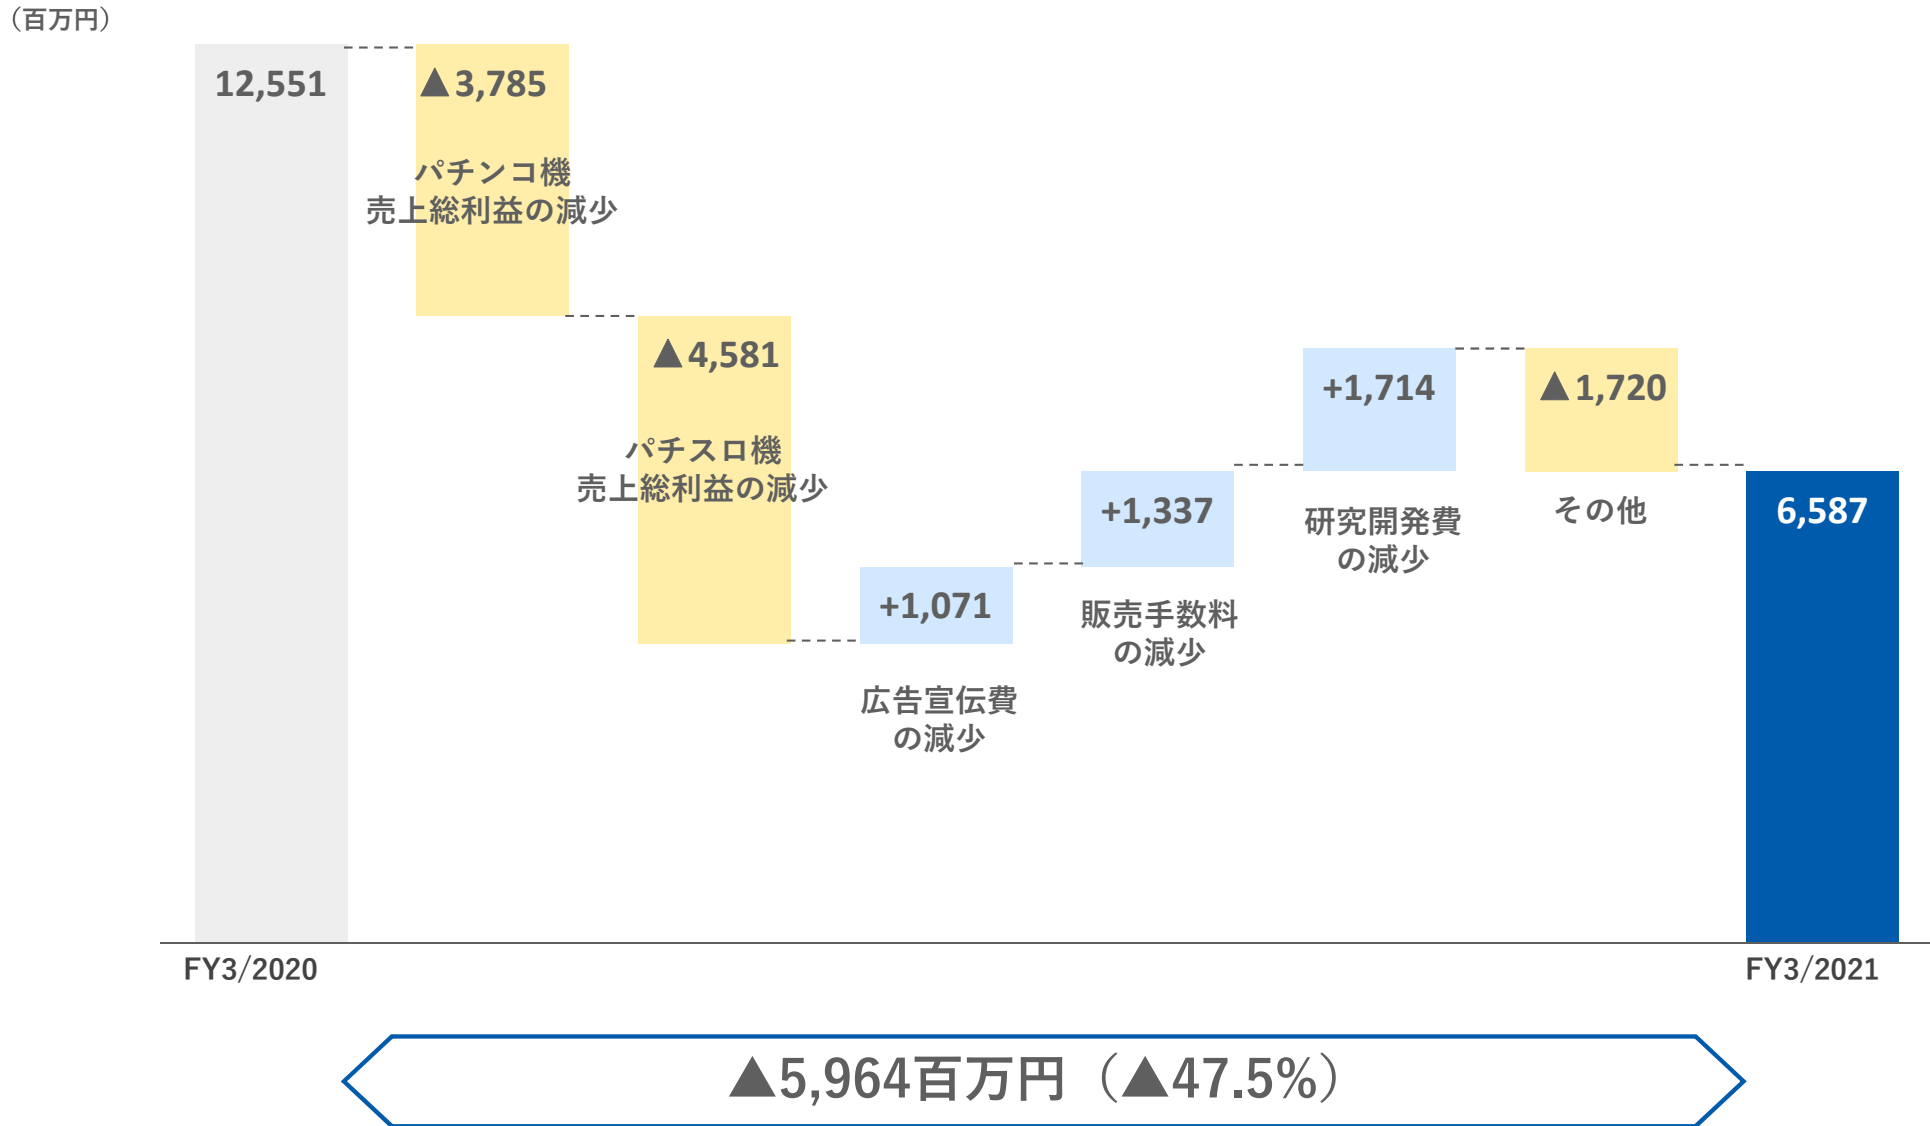 （百万円）
12,551
▲3,785
パチンコ機
売上総利益の減少
▲4,581
パチスロ機
売上総利益の減少
+1,071
広告宣伝費
の減少
+1,337
販売手数料
の減少
+1,714
研究開発費
の減少
▲1,720
その他
6,587
FY3/2020
FY3/2021
▲5,964百万円（▲47.5%）